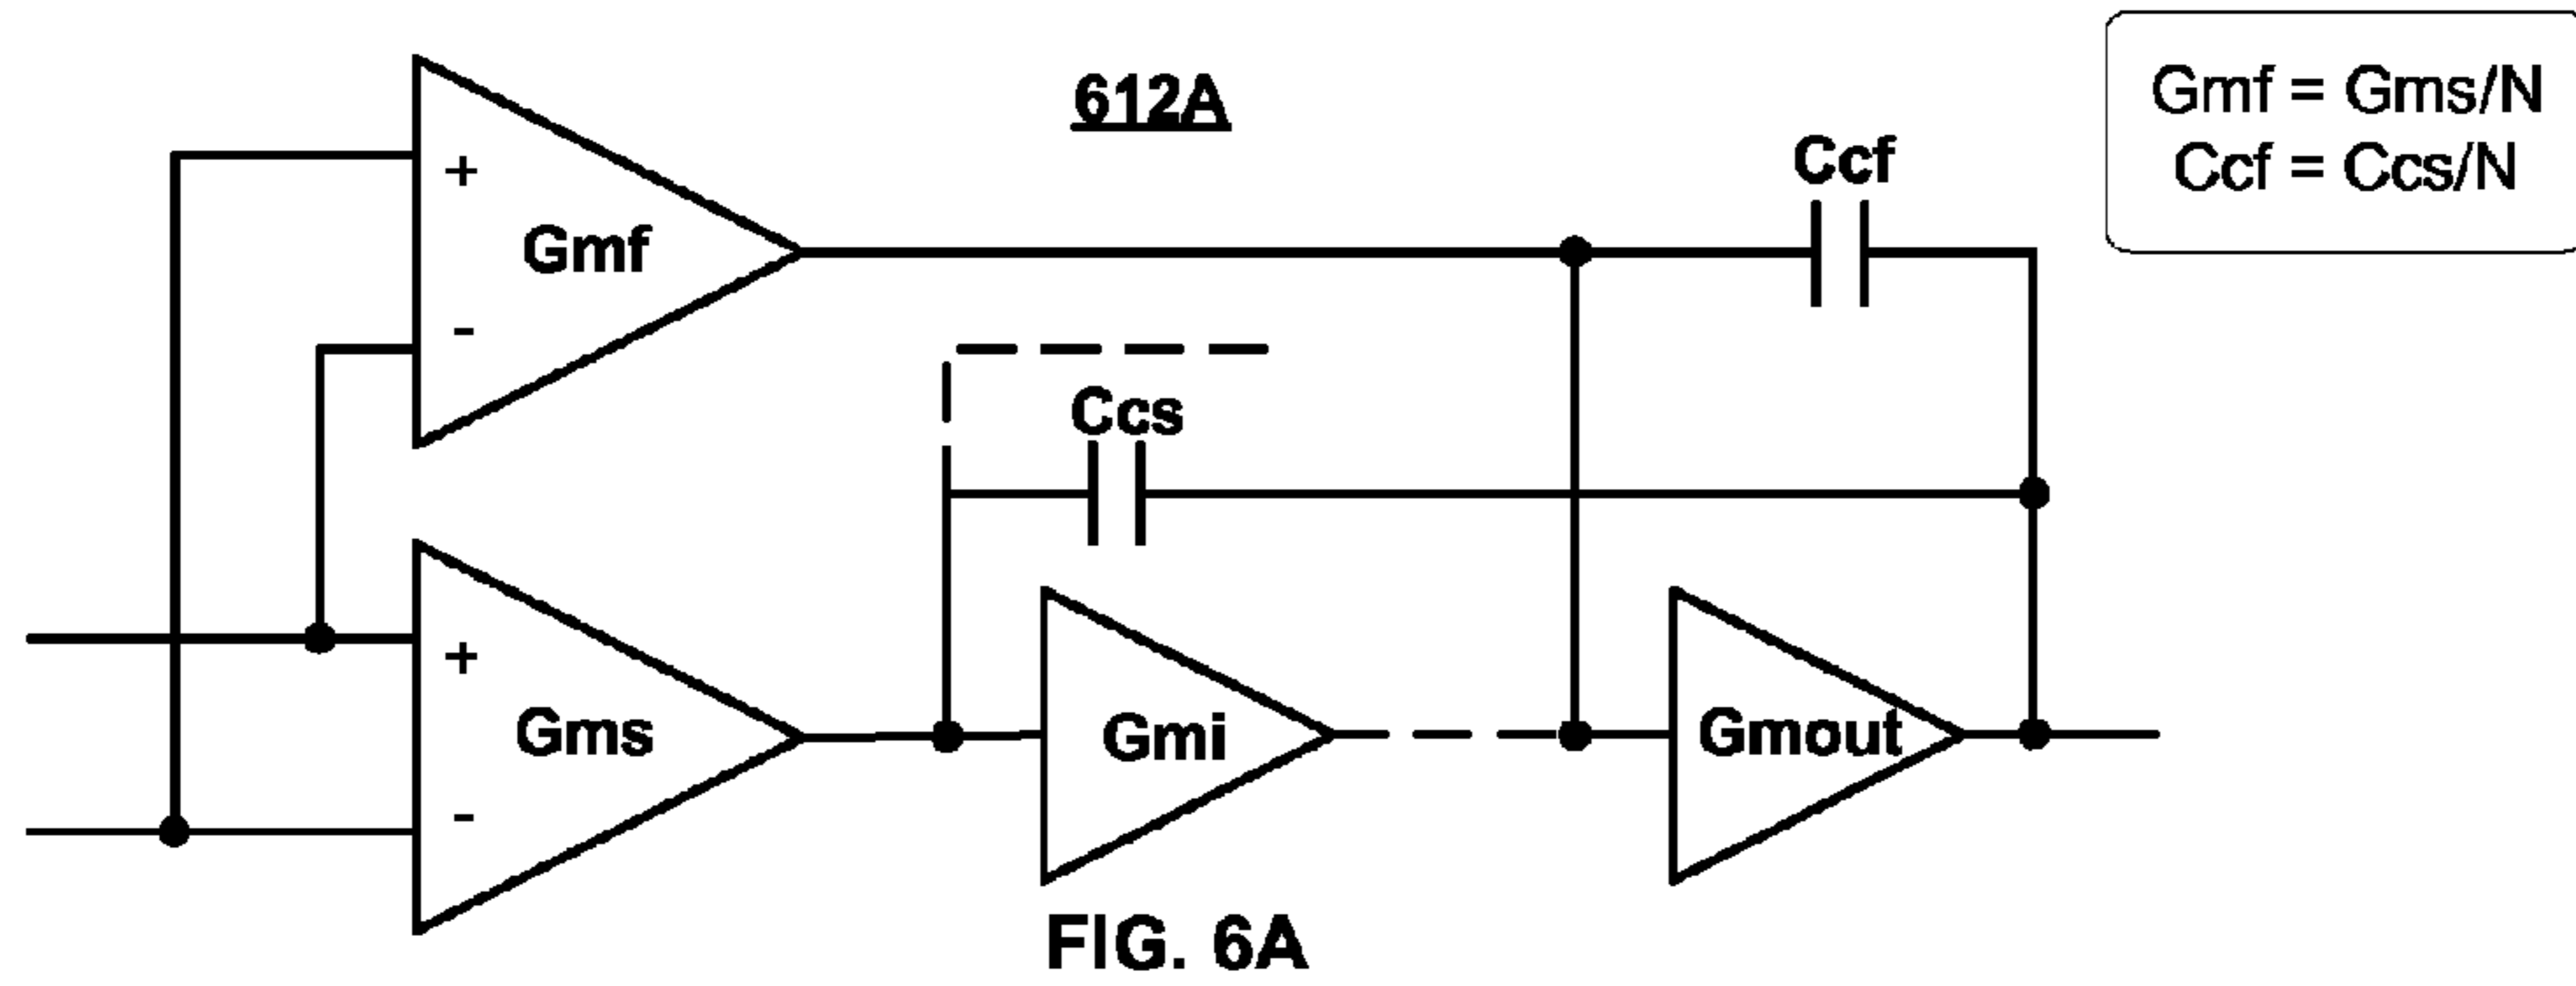 612A
Gmf = Gms/N
Ccf = Ccs/N
Ccf
+
Gmf
-
Ccs
+
Gms
-
Gmi
Gmout
FIG. 6A